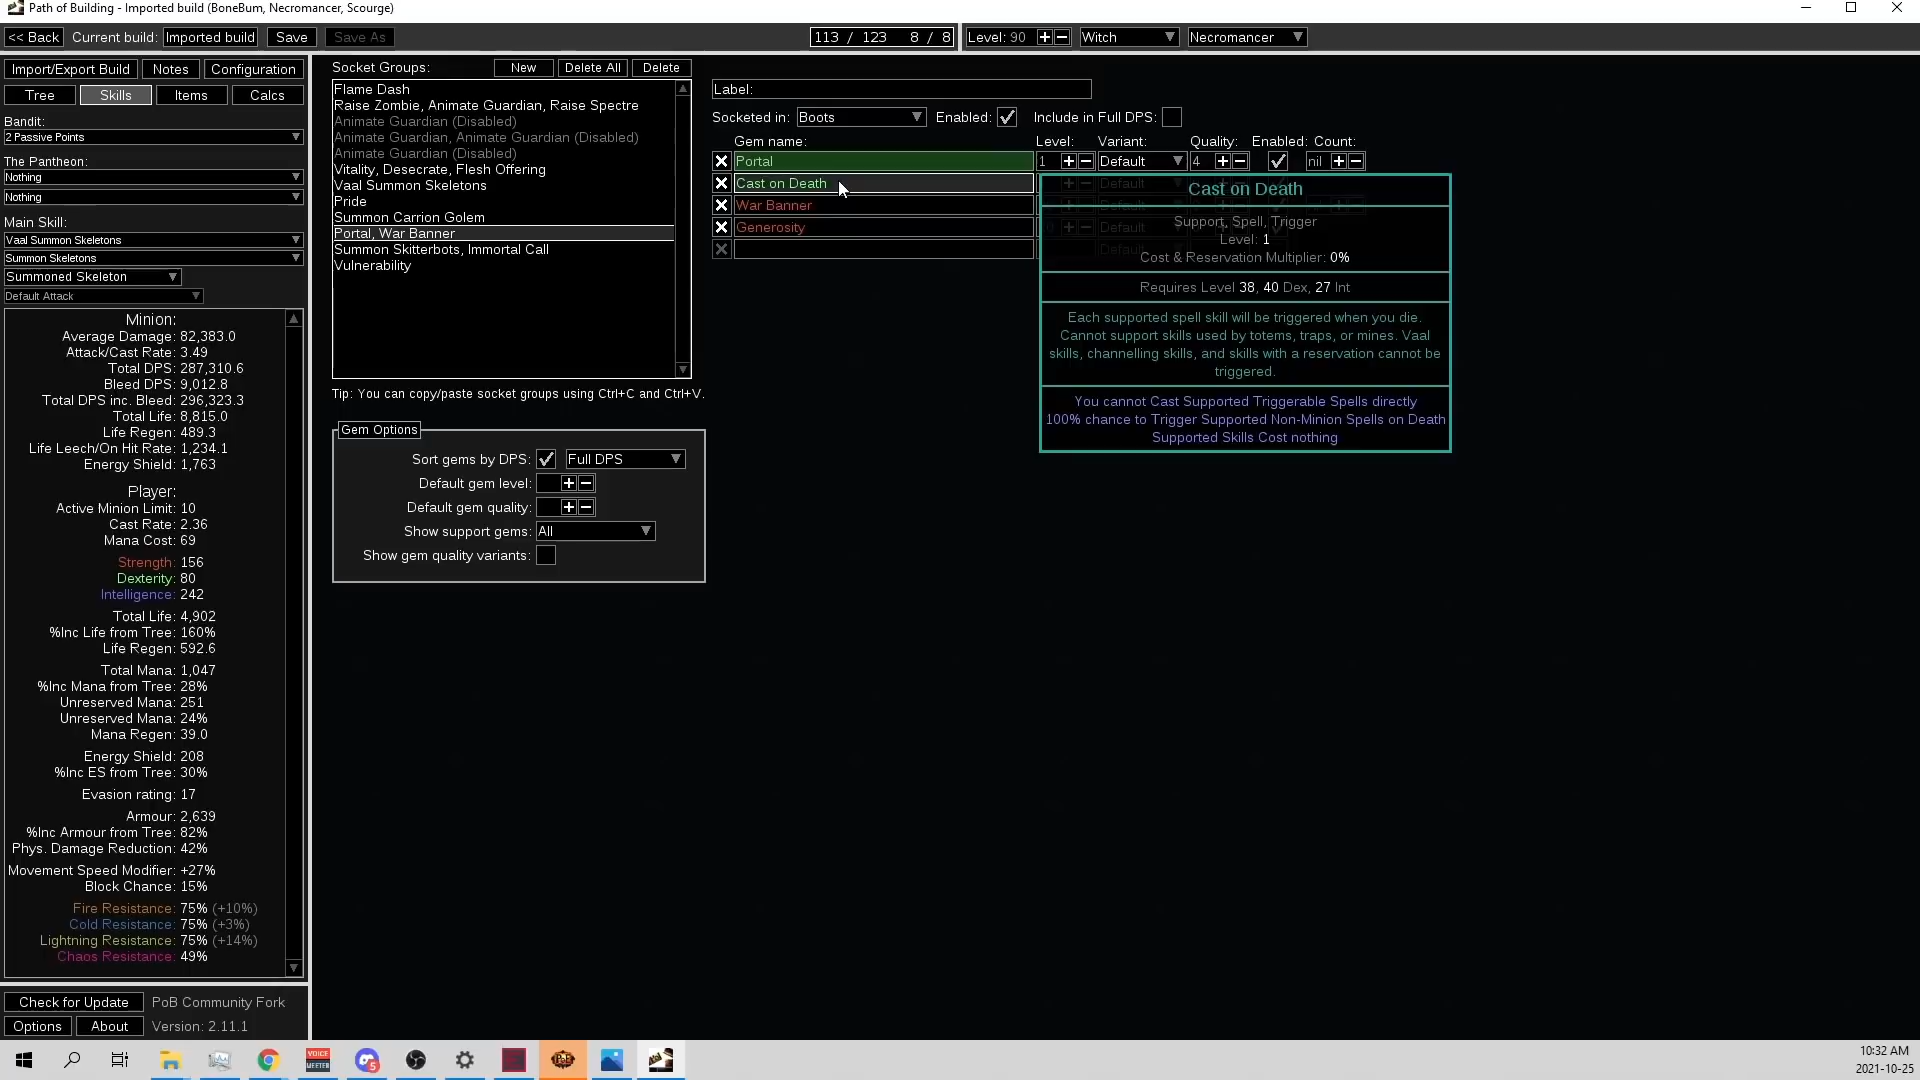 Path of Building - Imported build (BoneBum, Necromancer, Scourge)
<< Back Current build: Imported build Save Save As 113 / 123 8 / 8 Level: 90 + − Witch Necromancer
Import/Export Build Notes Configuration
Tree Skills Items Calcs
Bandit:
2 Passive Points
The Pantheon:
Nothing
Nothing
Main Skill:
Vaal Summon Skeletons
Summon Skeletons
Summoned Skeleton
Default Attack
Minion:
Average Damage: 82,383.0
Attack/Cast Rate: 3.49
Total DPS: 287,310.6
Bleed DPS: 9,012.8
Total DPS inc. Bleed: 296,323.3
Total Life: 8,815.0
Life Regen: 489.3
Life Leech/On Hit Rate: 1,234.1
Energy Shield: 1,763
Player:
Active Minion Limit: 10
Cast Rate: 2.36
Mana Cost: 69
Strength: 156
Dexterity: 80
Intelligence: 242
Total Life: 4,902
%Inc Life from Tree: 160%
Life Regen: 592.6
Total Mana: 1,047
%Inc Mana from Tree: 28%
Unreserved Mana: 251
Unreserved Mana: 24%
Mana Regen: 39.0
Energy Shield: 208
%Inc ES from Tree: 30%
Evasion rating: 17
Armour: 2,639
%Inc Armour from Tree: 82%
Phys. Damage Reduction: 42%
Movement Speed Modifier: +27%
Block Chance: 15%
Fire Resistance: 75% (+10%)
Cold Resistance: 75% (+3%)
Lightning Resistance: 75% (+14%)
Chaos Resistance: 49%
Check for Update PoB Community Fork
Options About Version: 2.11.1
Socket Groups: New Delete All Delete
Flame Dash
Raise Zombie, Animate Guardian, Raise Spectre
Animate Guardian (Disabled)
Animate Guardian, Animate Guardian (Disabled)
Animate Guardian (Disabled)
Vitality, Desecrate, Flesh Offering
Vaal Summon Skeletons
Pride
Summon Carrion Golem
Portal, War Banner
Summon Skitterbots, Immortal Call
Vulnerability
Tip: You can copy/paste socket groups using Ctrl+C and Ctrl+V.
Gem Options
Sort gems by DPS: Full DPS
Default gem level: + −
Default gem quality: + −
Show support gems: All
Show gem quality variants:
Label:
Socketed in: Boots Enabled: Include in Full DPS:
Gem name: Level: Variant: Quality: Enabled: Count:
X Portal 1 + − Default 4 + − nil + −
X Cast on Death
X War Banner
X Generosity
X
Cast on Death
Support, Spell, Trigger
Level: 1
Cost & Reservation Multiplier: 0%
Requires Level 38, 40 Dex, 27 Int
Each supported spell skill will be triggered when you die.
Cannot support skills used by totems, traps, or mines. Vaal
skills, channelling skills, and skills with a reservation cannot be
triggered.
You cannot Cast Supported Triggerable Spells directly
100% chance to Trigger Supported Non-Minion Spells on Death
Supported Skills Cost nothing
VOICE
MEETER
5
PoE
10:32 AM
2021-10-25